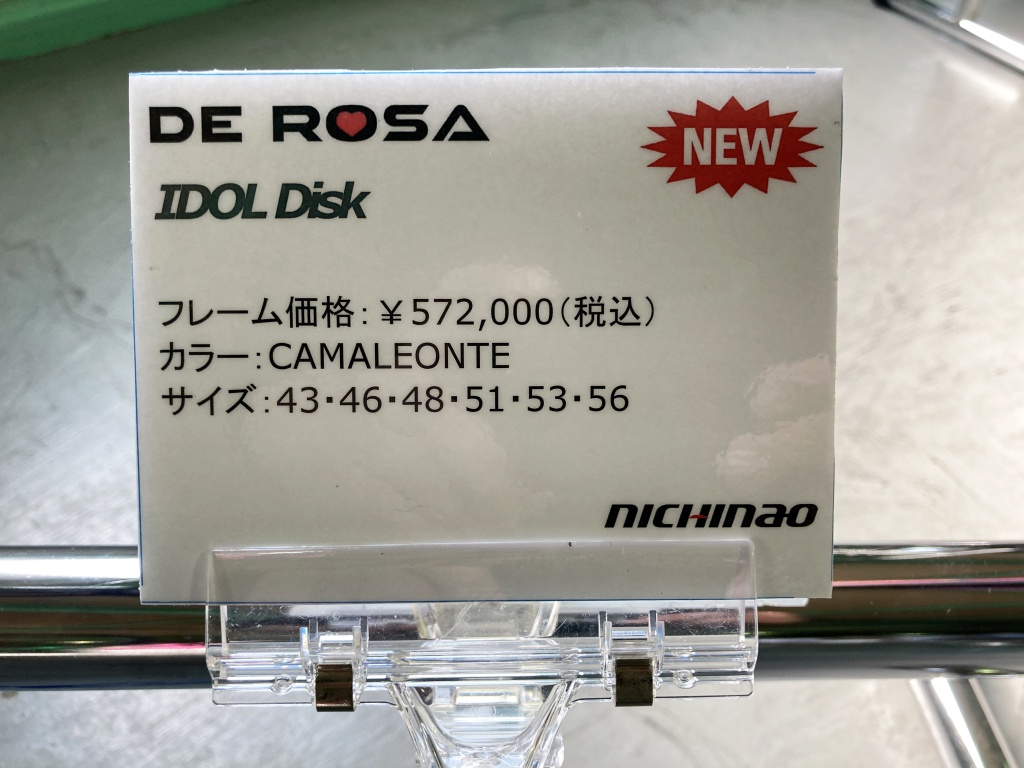 DE ROSA
NEW
IDOL Disk
フレーム価格：￥572,000（税込）
カラー：CAMALEONTE
サイズ：43・46・48・51・53・56
NICHINAO